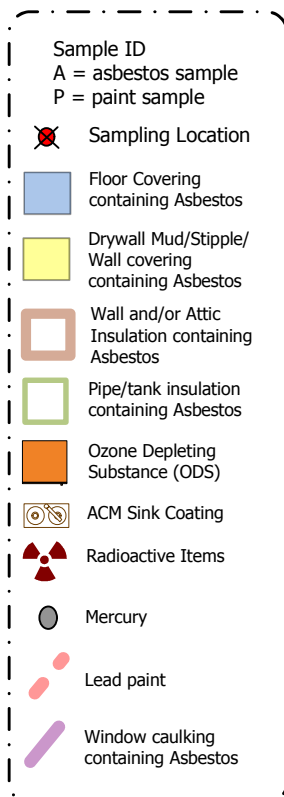 Sample ID
A = asbestos sample
P = paint sample
Sampling Location
Floor Covering
containing Asbestos
Drywall Mud/Stipple/
Wall covering
containing Asbestos
Wall and/or Attic
Insulation containing
Asbestos
Pipe/tank insulation
containing Asbestos
Ozone Depleting
Substance (ODS)
ACM Sink Coating
Radioactive Items
Mercury
Lead paint
Window caulking
containing Asbestos